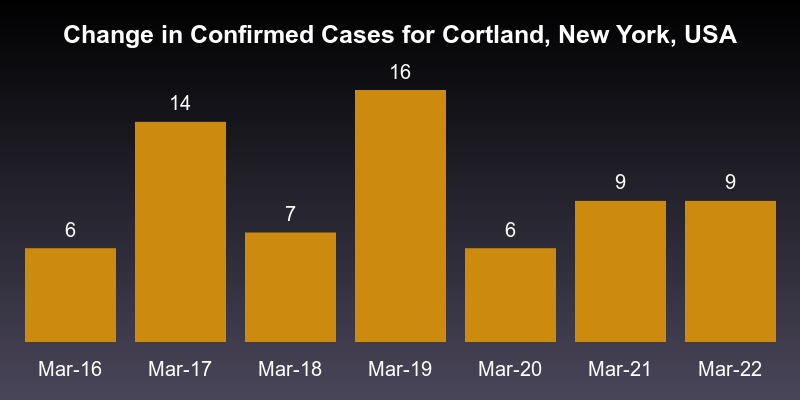 Change in Confirmed Cases for Cortland, New York, USA
16
14
9 9
7
6 6
Mar-16 Mar-17 Mar-18 Mar-19 Mar-20 Mar-21 Mar-22